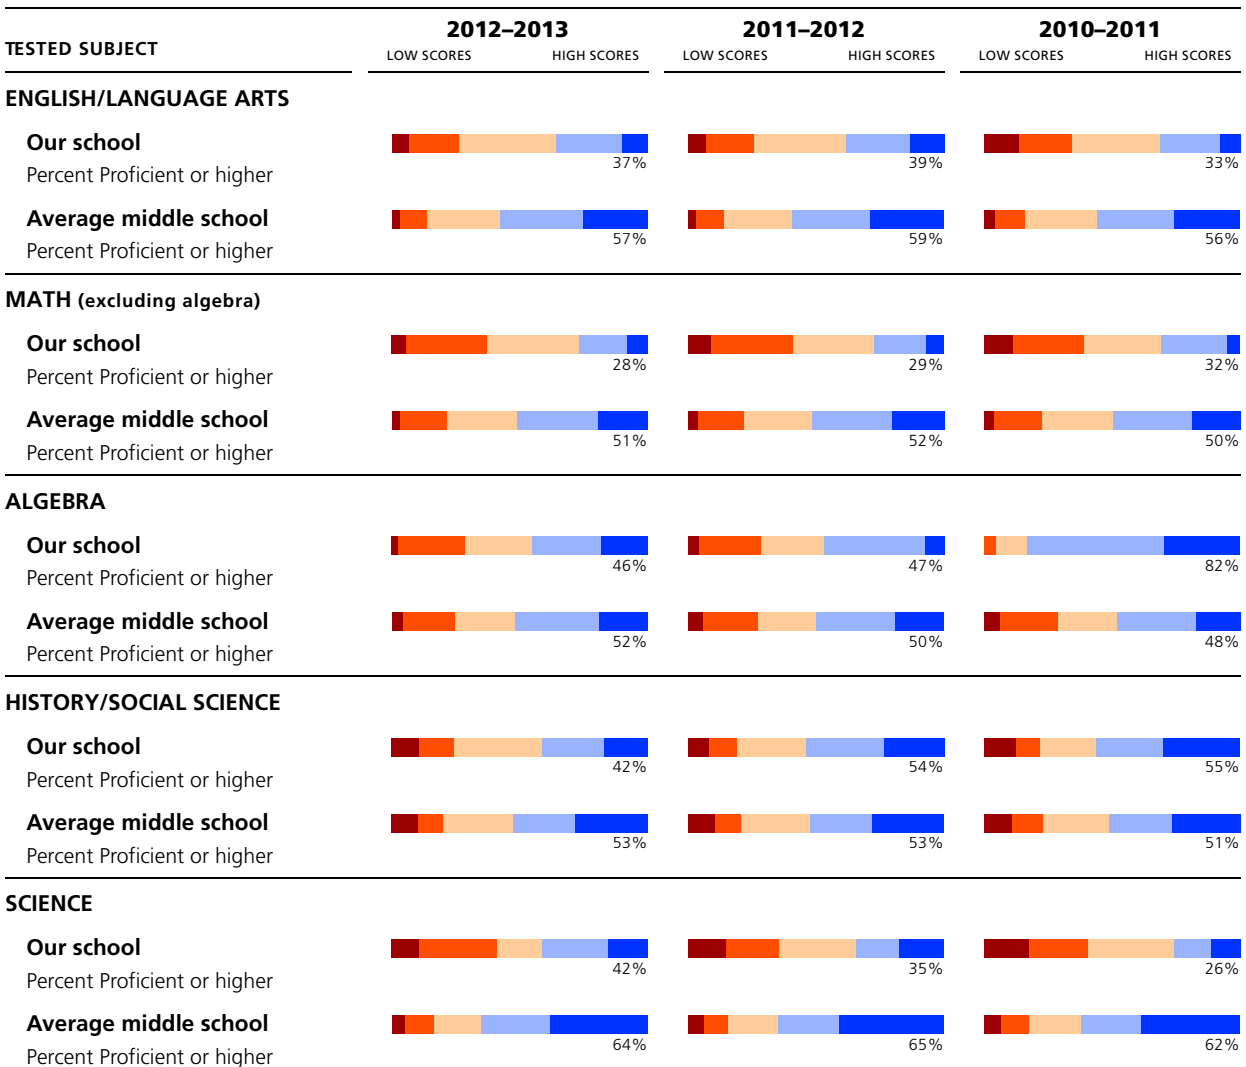 2012–2013 2011–2012 2010–2011
TESTED SUBJECT LOW SCORES HIGH SCORES LOW SCORES HIGH SCORES LOW SCORES HIGH SCORES
ENGLISH/LANGUAGE ARTS
Our school
37% 39% 33%
Percent Proficient or higher
Average middle school
57% 59% 56%
Percent Proficient or higher
MATH (excluding algebra)
Our school
28% 29% 32%
Percent Proficient or higher
Average middle school
51% 52% 50%
Percent Proficient or higher
ALGEBRA
Our school
46% 47% 82%
Percent Proficient or higher
Average middle school
52% 50% 48%
Percent Proficient or higher
HISTORY/SOCIAL SCIENCE
Our school
42% 54% 55%
Percent Proficient or higher
Average middle school
53% 53% 51%
Percent Proficient or higher
SCIENCE
Our school
42% 35% 26%
Percent Proficient or higher
Average middle school
64% 65% 62%
Percent Proficient or higher